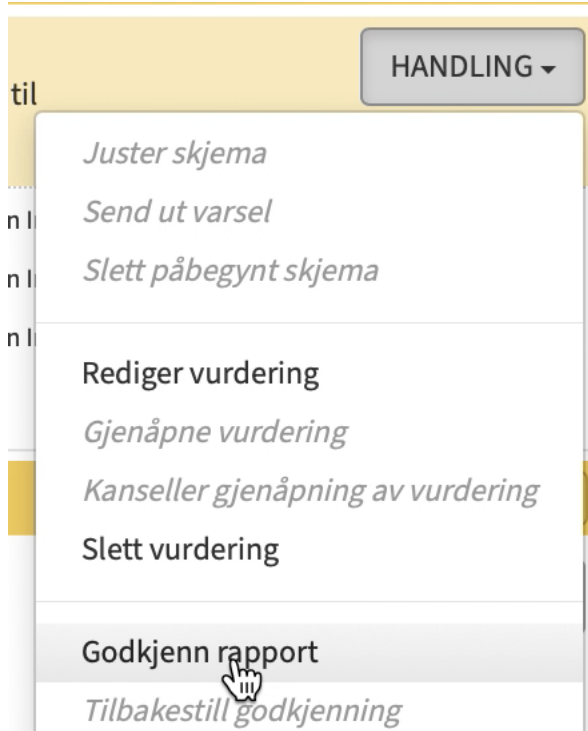 HANDLING
til
Juster skjema
Send ut varsel
Slett påbegynt skjema
Rediger vurdering
Gjenåpne vurdering
Kanseller gjenåpning av vurdering
Slett vurdering
Godkjenn rapport
Tilbakestill godkjenning